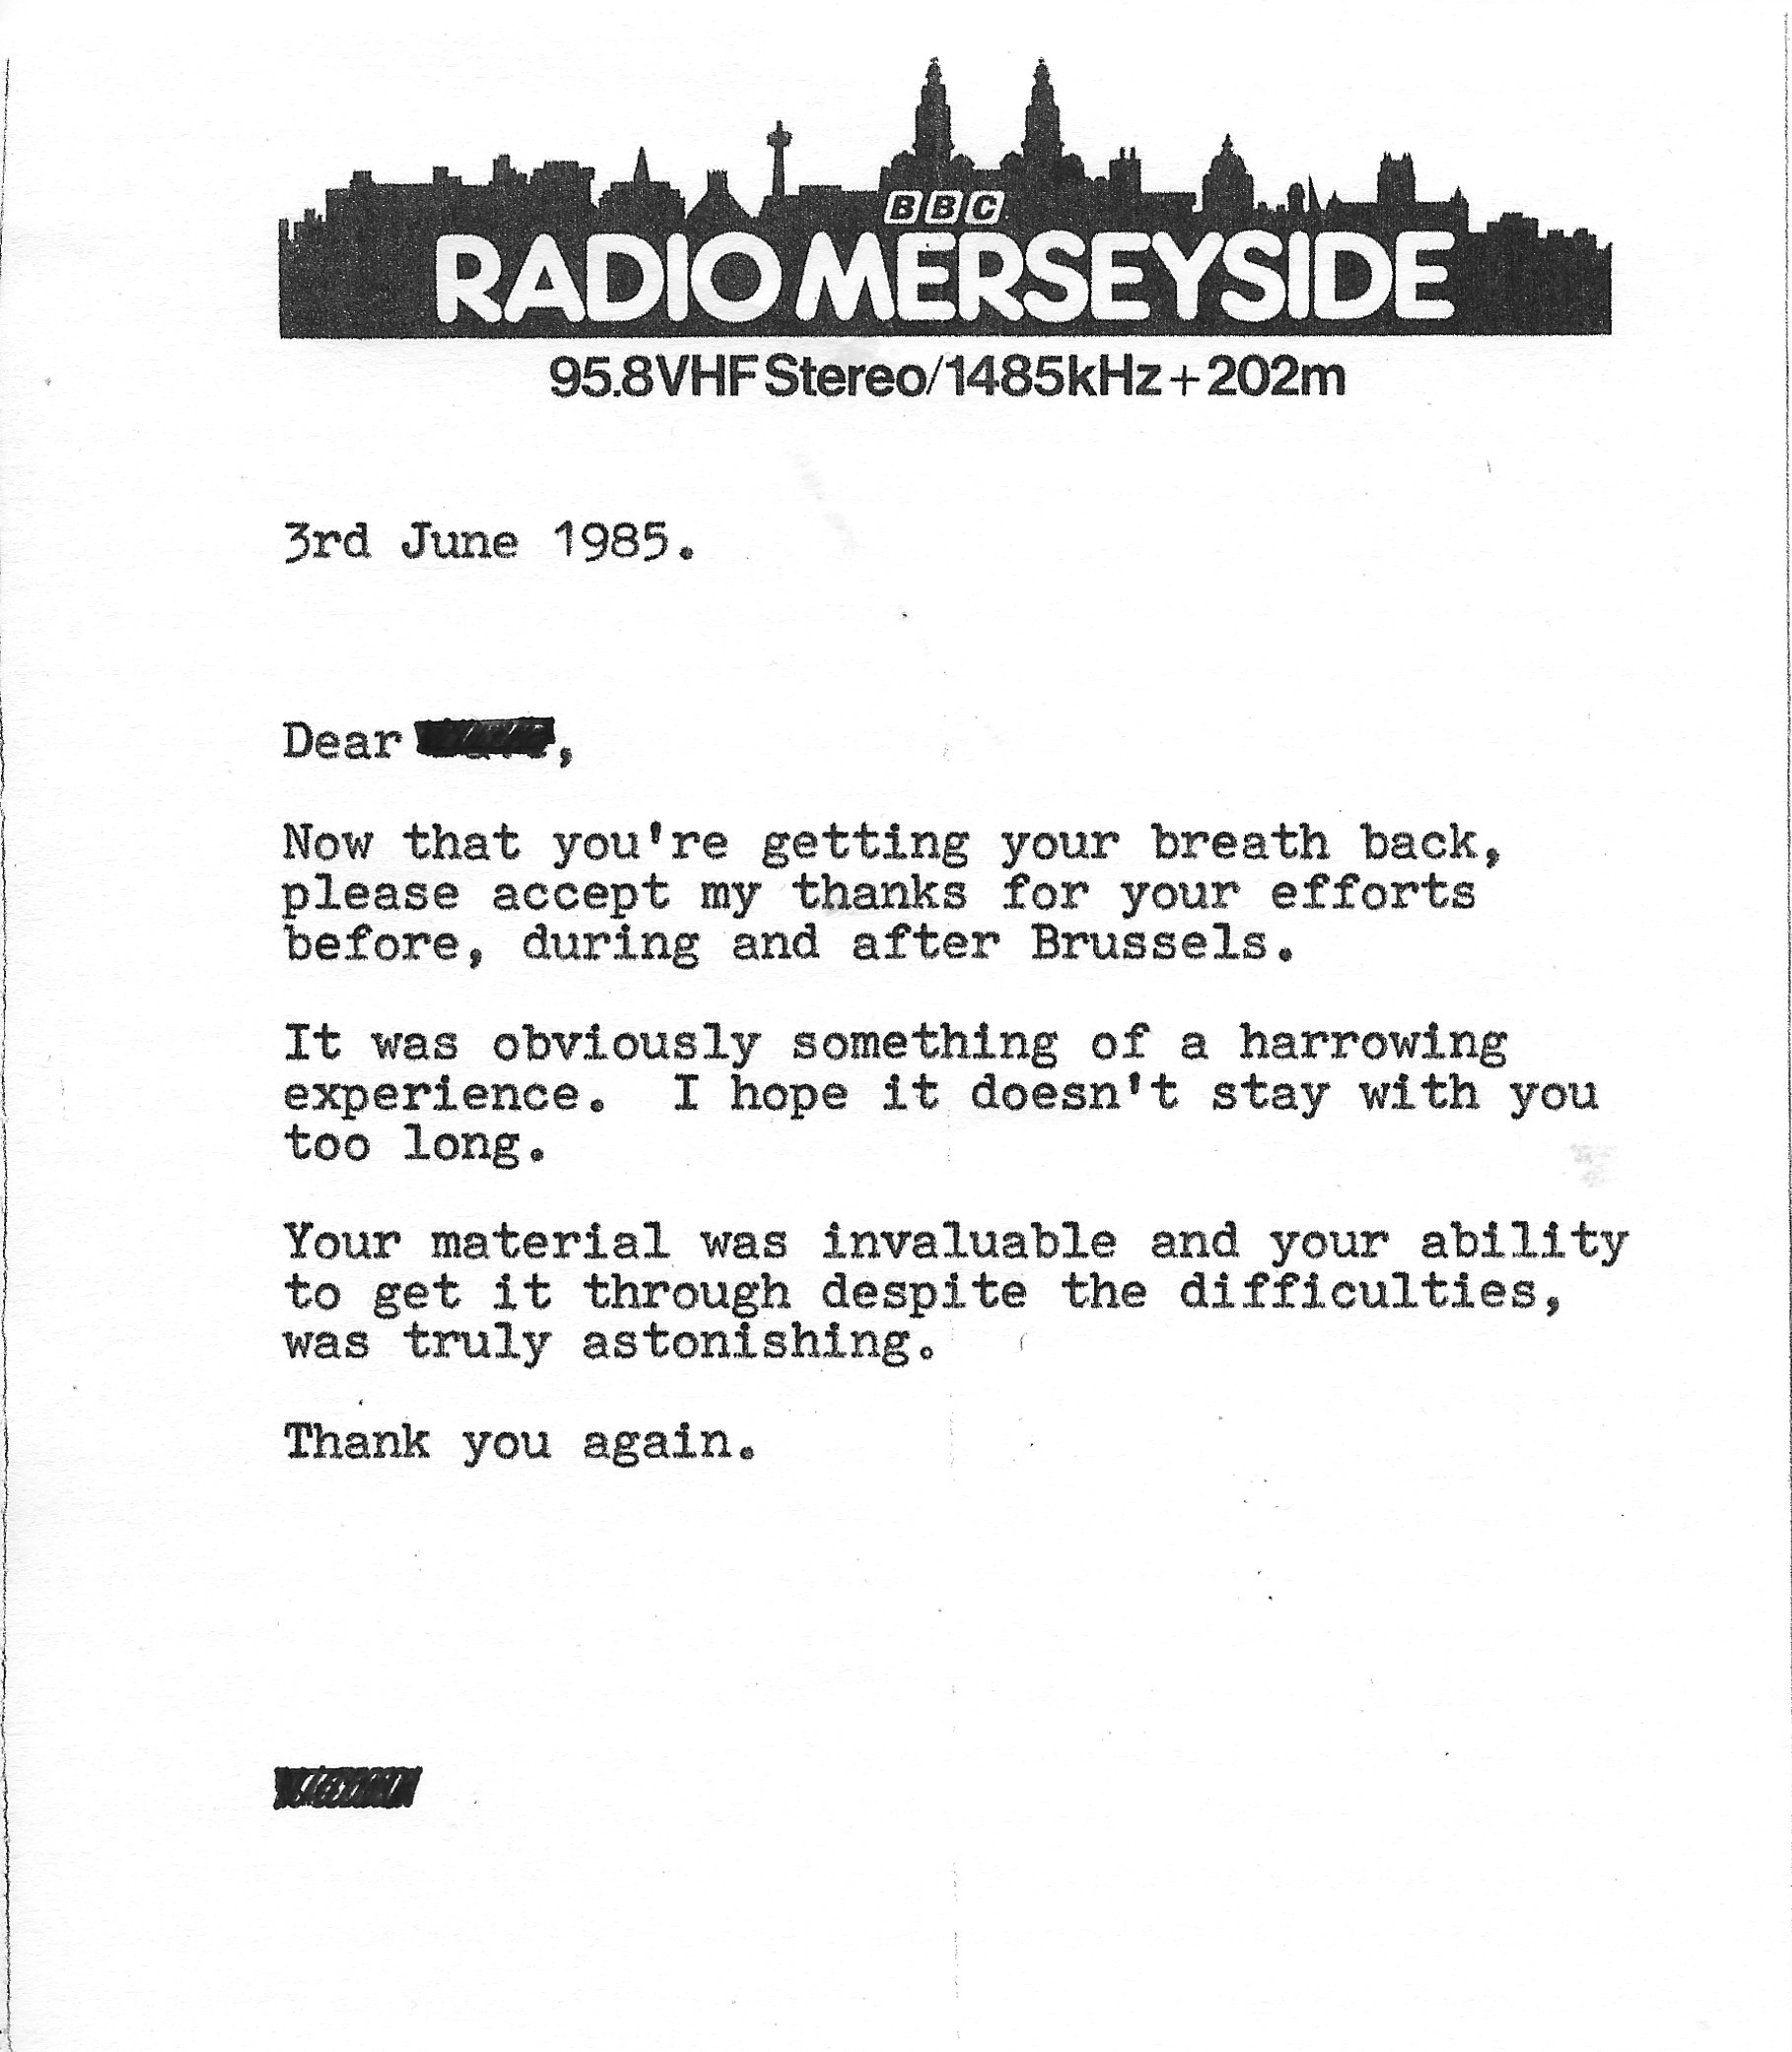 BBC
RADIO MERSEYSIDE
95.8VHF Stereo/1485kHz+202m
3rd June 1985.
Dear ,
Now that you're getting your breath back,
please accept my thanks for your efforts
before, during and after Brussels.
It was obviously something of a harrowing
experience.  I hope it doesn't stay with you
too long.
Your material was invaluable and your ability
to get it through despite the difficulties,
was truly astonishing.
Thank you again.